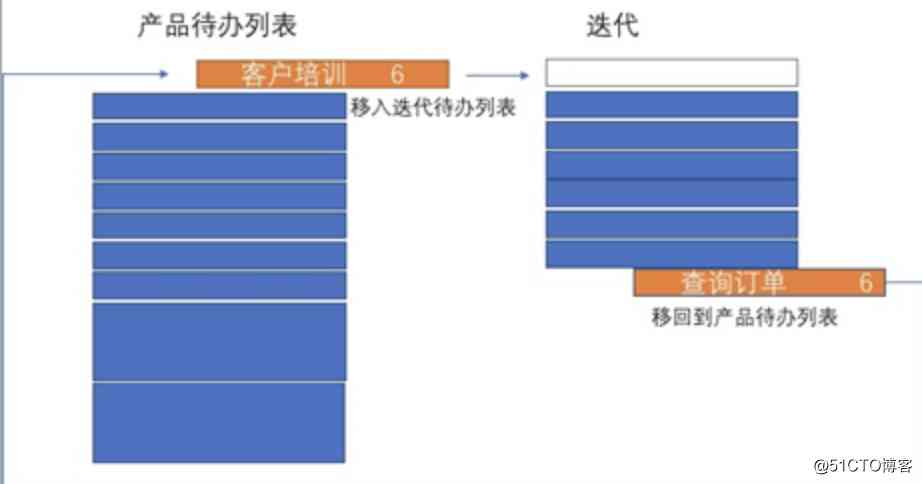 产品待办列表
迭代
客户培训 6
移入迭代待办列表
查询订单 6
移回到产品待办列表
@51CTO博客